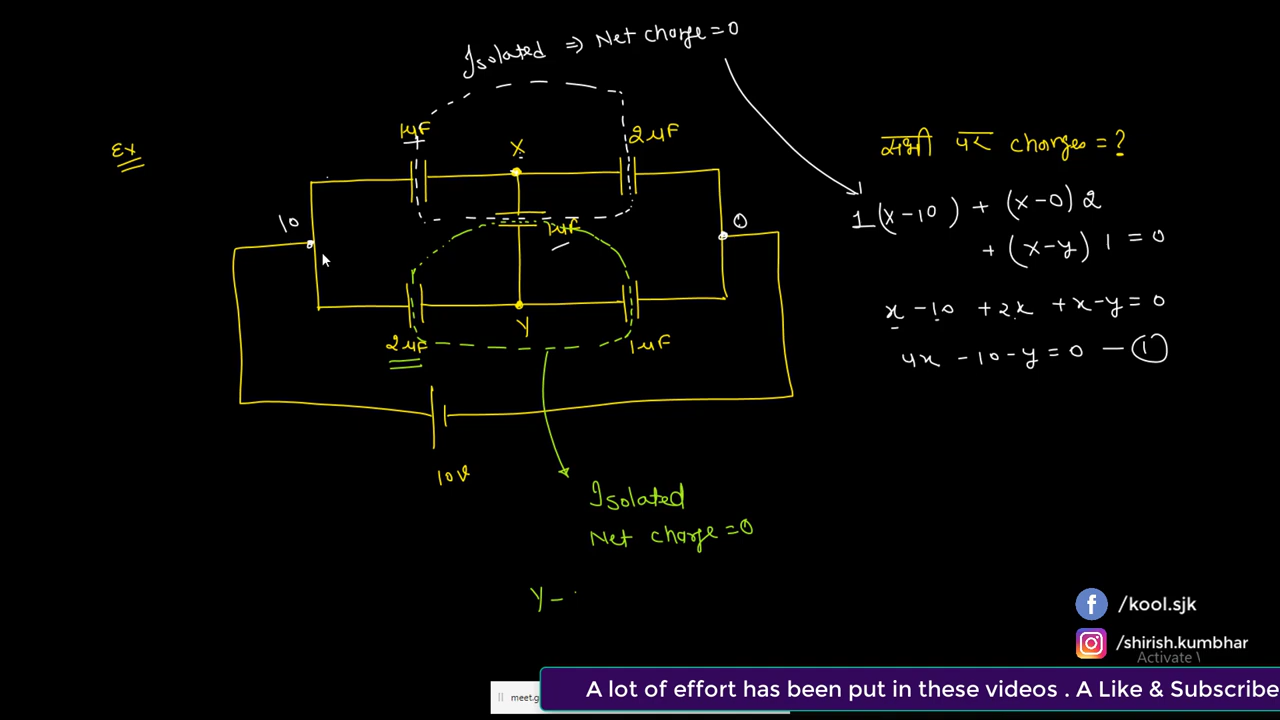 Isolated ⇒ Net charge = 0
Ex
1μF
X
2μF
10
1μF
0
2μF
Y
1μF
10V
सभी पर charges = ?
1(x-10) + (x-0) 2
+ (x-y) 1 = 0
x - 10 + 2x + x - y = 0
4x - 10 - y = 0 - ①
Isolated
Net charge = 0
Y -
f /kool.sjk
/shirish.kumbhar
Activate \
meet.g
A lot of effort has been put in these videos . A Like & Subscribe